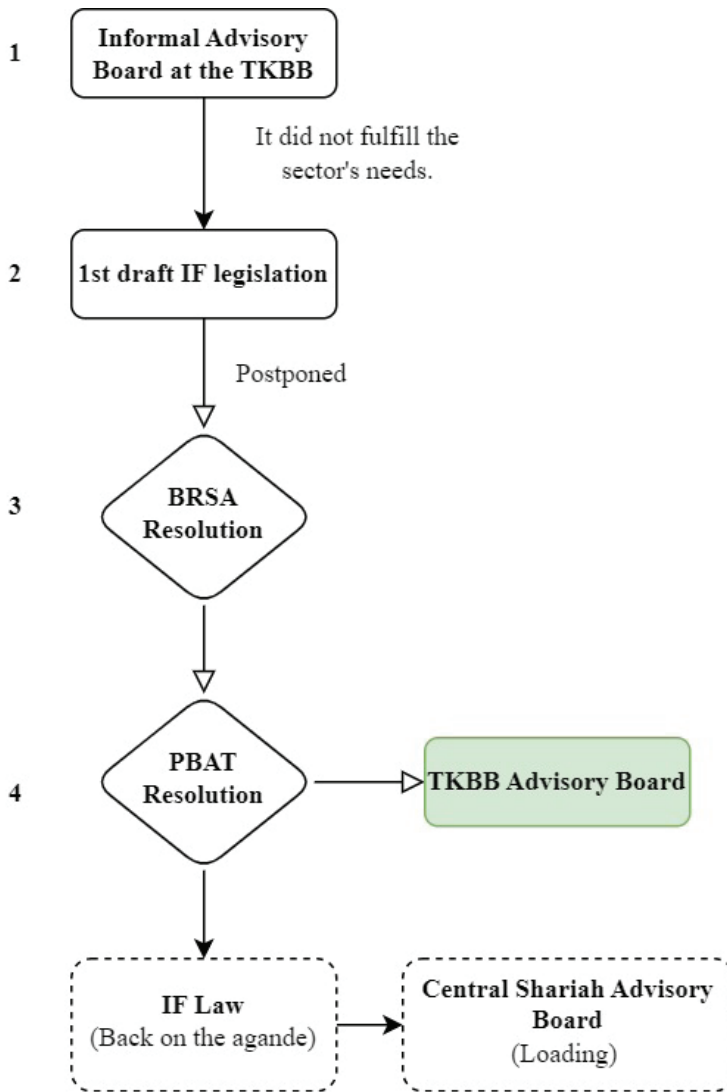 1
Informal Advisory
Board at the TKBB
It did not fulfill the
sector's needs.
2
1st draft IF legislation
Postponed
3
BRSA
Resolution
4
PBAT
Resolution
TKBB Advisory Board
IF Law
(Back on the agande)
Central Shariah Advisory
Board
(Loading)